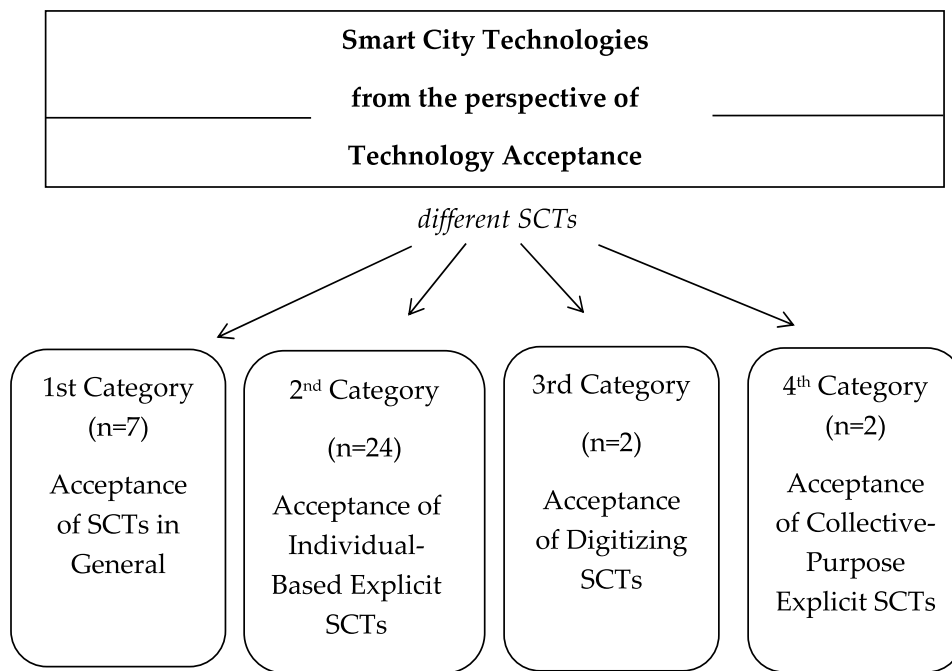 Smart City Technologies
from the perspective of
Technology Acceptance
different SCTs
1st Category
(n=7)
Acceptance
of SCTs in
General
2nd Category
(n=24)
Acceptance of
Individual-
Based Explicit
SCTs
3rd Category
(n=2)
Acceptance
of Digitizing
SCTs
4th Category
(n=2)
Acceptance
of Collective-
Purpose
Explicit SCTs